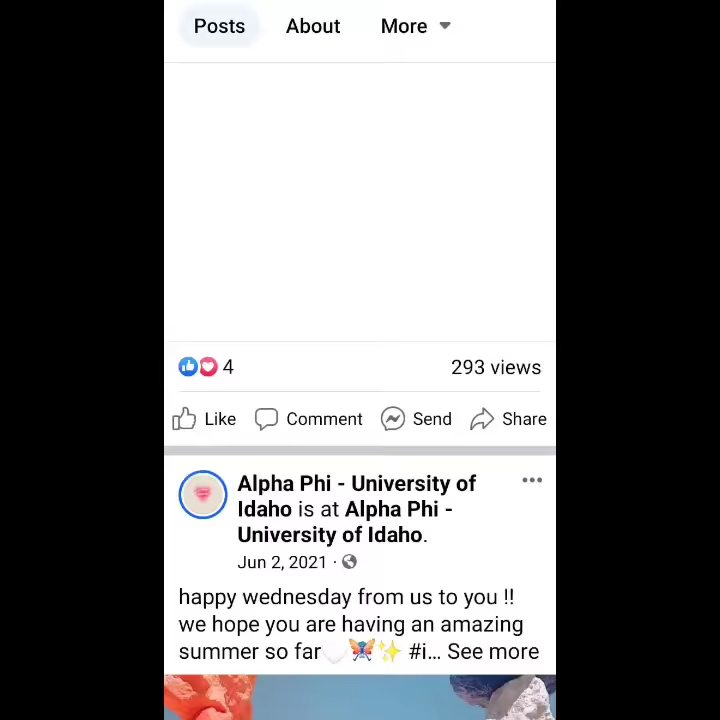 Posts About More
4 293 views
Like Comment Send Share
Alpha Phi - University of
Idaho is at Alpha Phi -
University of Idaho.
Jun 2, 2021 ·
happy wednesday from us to you !!
we hope you are having an amazing
summer so far🤍🦋✨ #i... See more